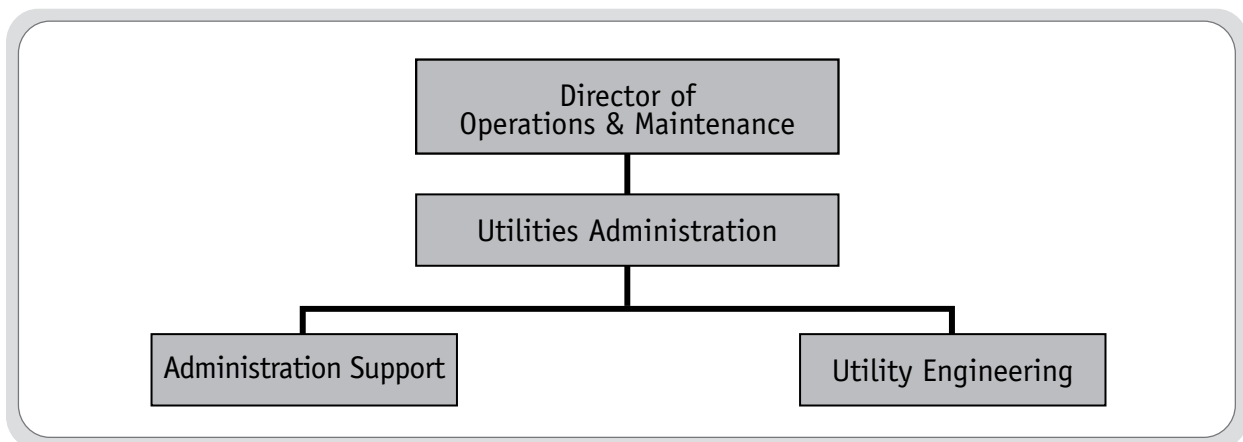 Director of
Operations & Maintenance
Utilities Administration
Administration Support
Utility Engineering